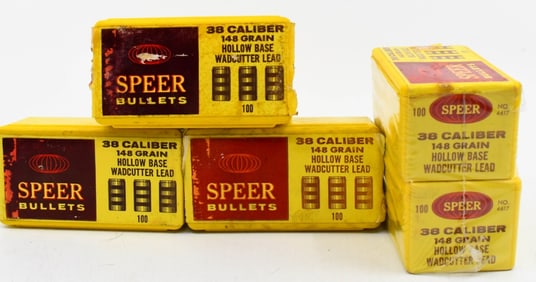 SPEER
BULLETS
38 CALIBER
148 GRAIN
HOLLOW BASE
WADCUTTER LEAD
100
SPEER
BULLETS
38 CALIBER
148 GRAIN
HOLLOW BASE
WADCUTTER LEAD
100
SPEER
BULLETS
38 CALIBER
148 GRAIN
HOLLOW BASE
WADCUTTER LEAD
100
100
SPEER
NO.
4617
38 CALIBER
148 GRAIN
HOLLOW BASE
WADCUTTER LEAD
100
SPEER
NO.
4617
38 CALIBER
148 GRAIN
HOLLOW BASE
WADCUTTER LEAD